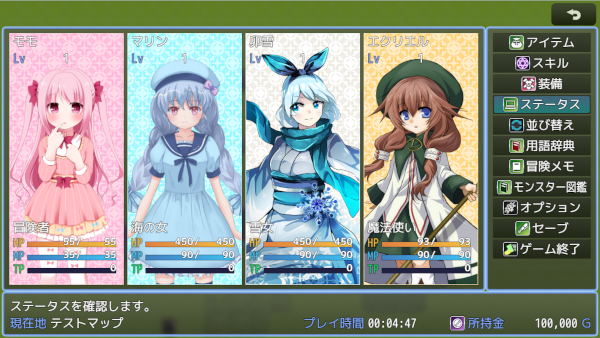 モモ
Lv 1
冒険者
HP 55/ 55
MP 35/ 35
TP 0
マリン
Lv 1
海の女
HP 450/ 450
MP 90/ 90
TP 0
卯雪
Lv 1
雪女
HP 450/ 450
MP 90/ 90
TP 0
エクリエル
Lv 1
魔法使い
HP 93/ 93
MP 90/ 90
TP 0
アイテム
スキル
装備
ステータス
並び替え
用語辞典
冒険メモ
モンスター図鑑
オプション
セーブ
ゲーム終了
ステータスを確認します。
現在地 テストマップ
プレイ時間 00:04:47
所持金 100,000 G